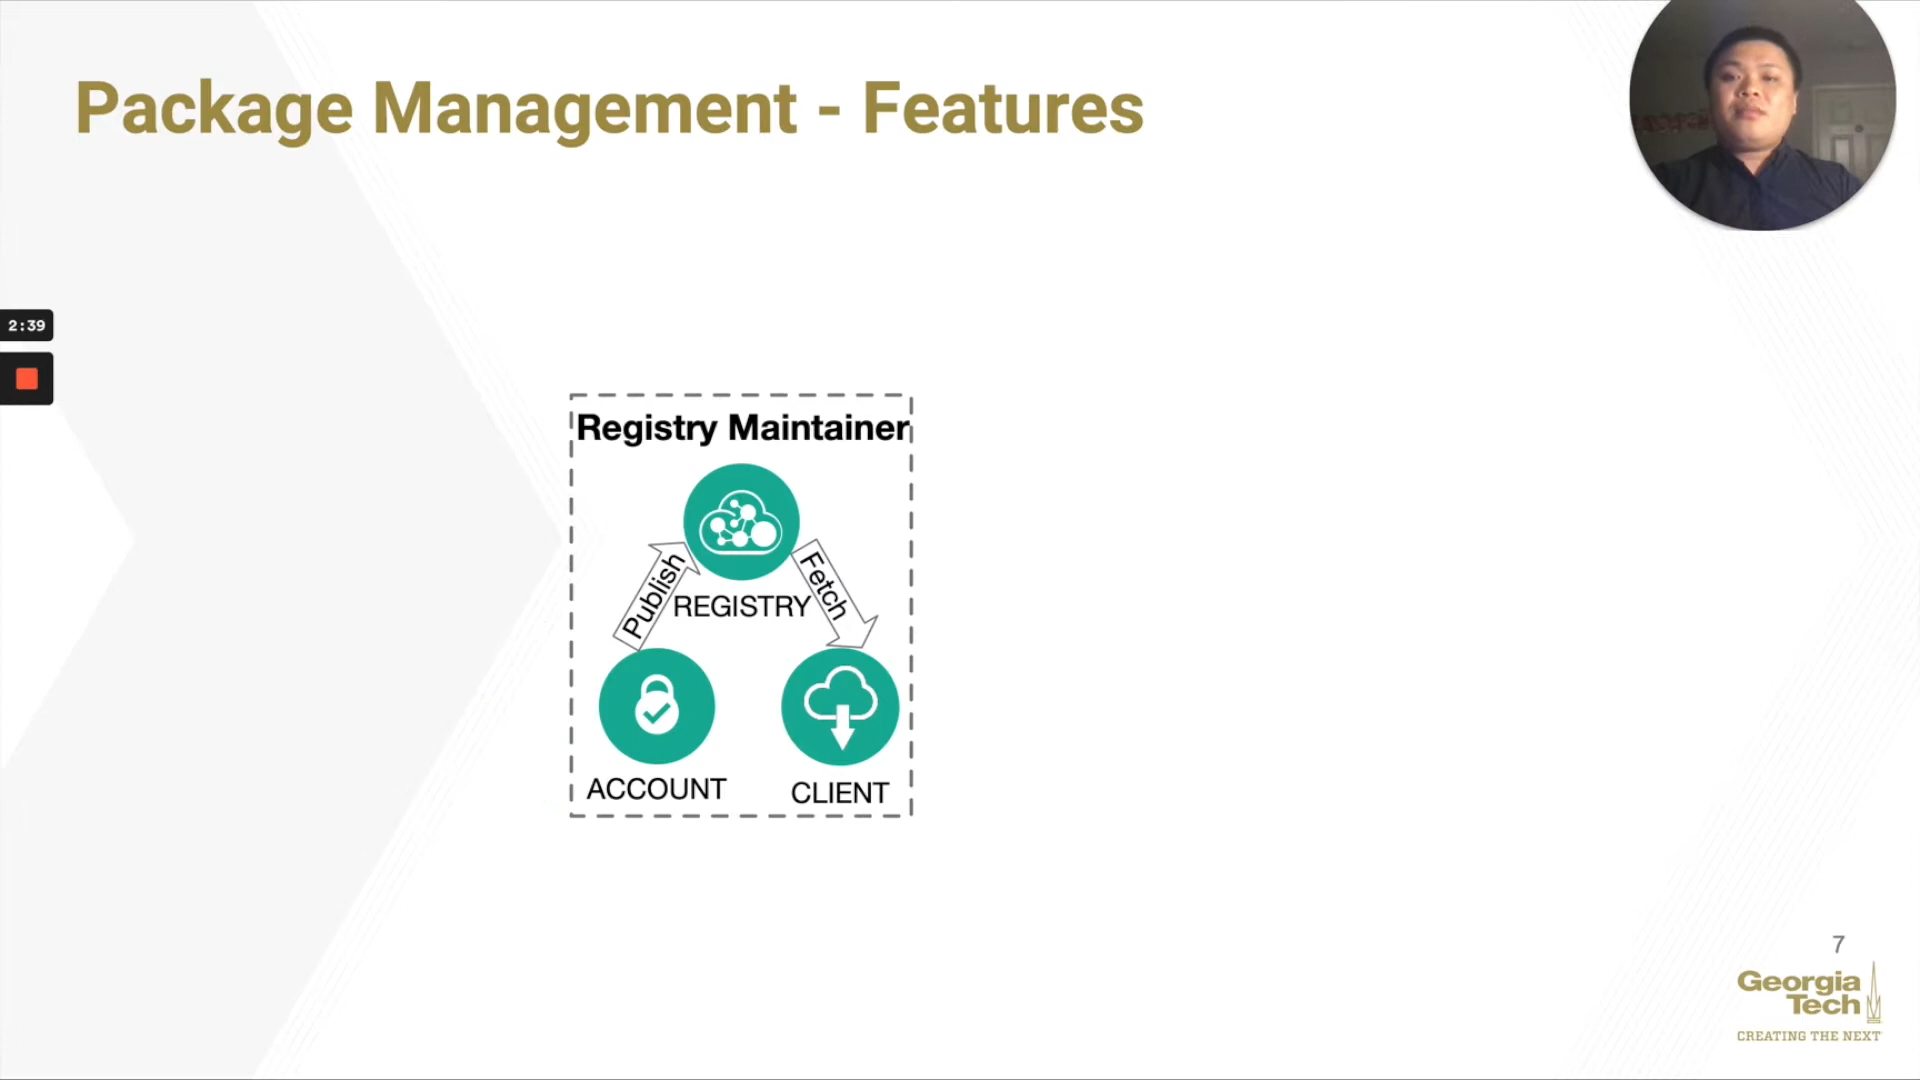 Package Management - Features
2:39
Registry Maintainer
Publish
Fetch
REGISTRY
ACCOUNT
CLIENT
7
Georgia
Tech
CREATING THE NEXT